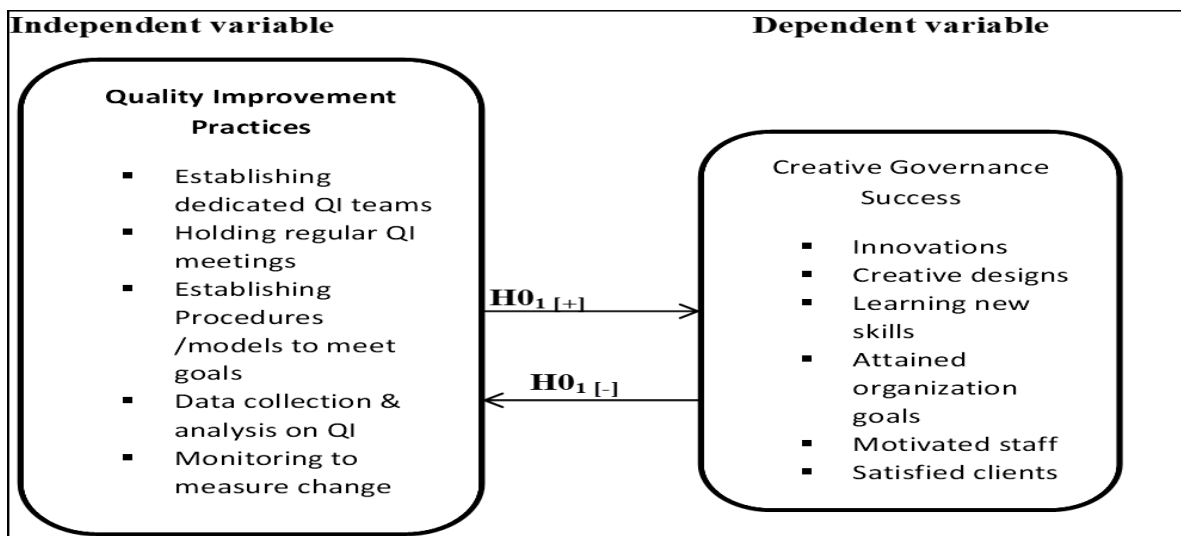 Independent variable
Dependent variable
Quality Improvement
Practices
▪ Establishing
dedicated QI teams
▪ Holding regular QI
meetings
▪ Establishing
Procedures
/models to meet
goals
▪ Data collection &
analysis on QI
▪ Monitoring to
measure change
H0₁ [+]
H0₁ [-]
Creative Governance
Success
▪ Innovations
▪ Creative designs
▪ Learning new
skills
▪ Attained
organization
goals
▪ Motivated staff
▪ Satisfied clients